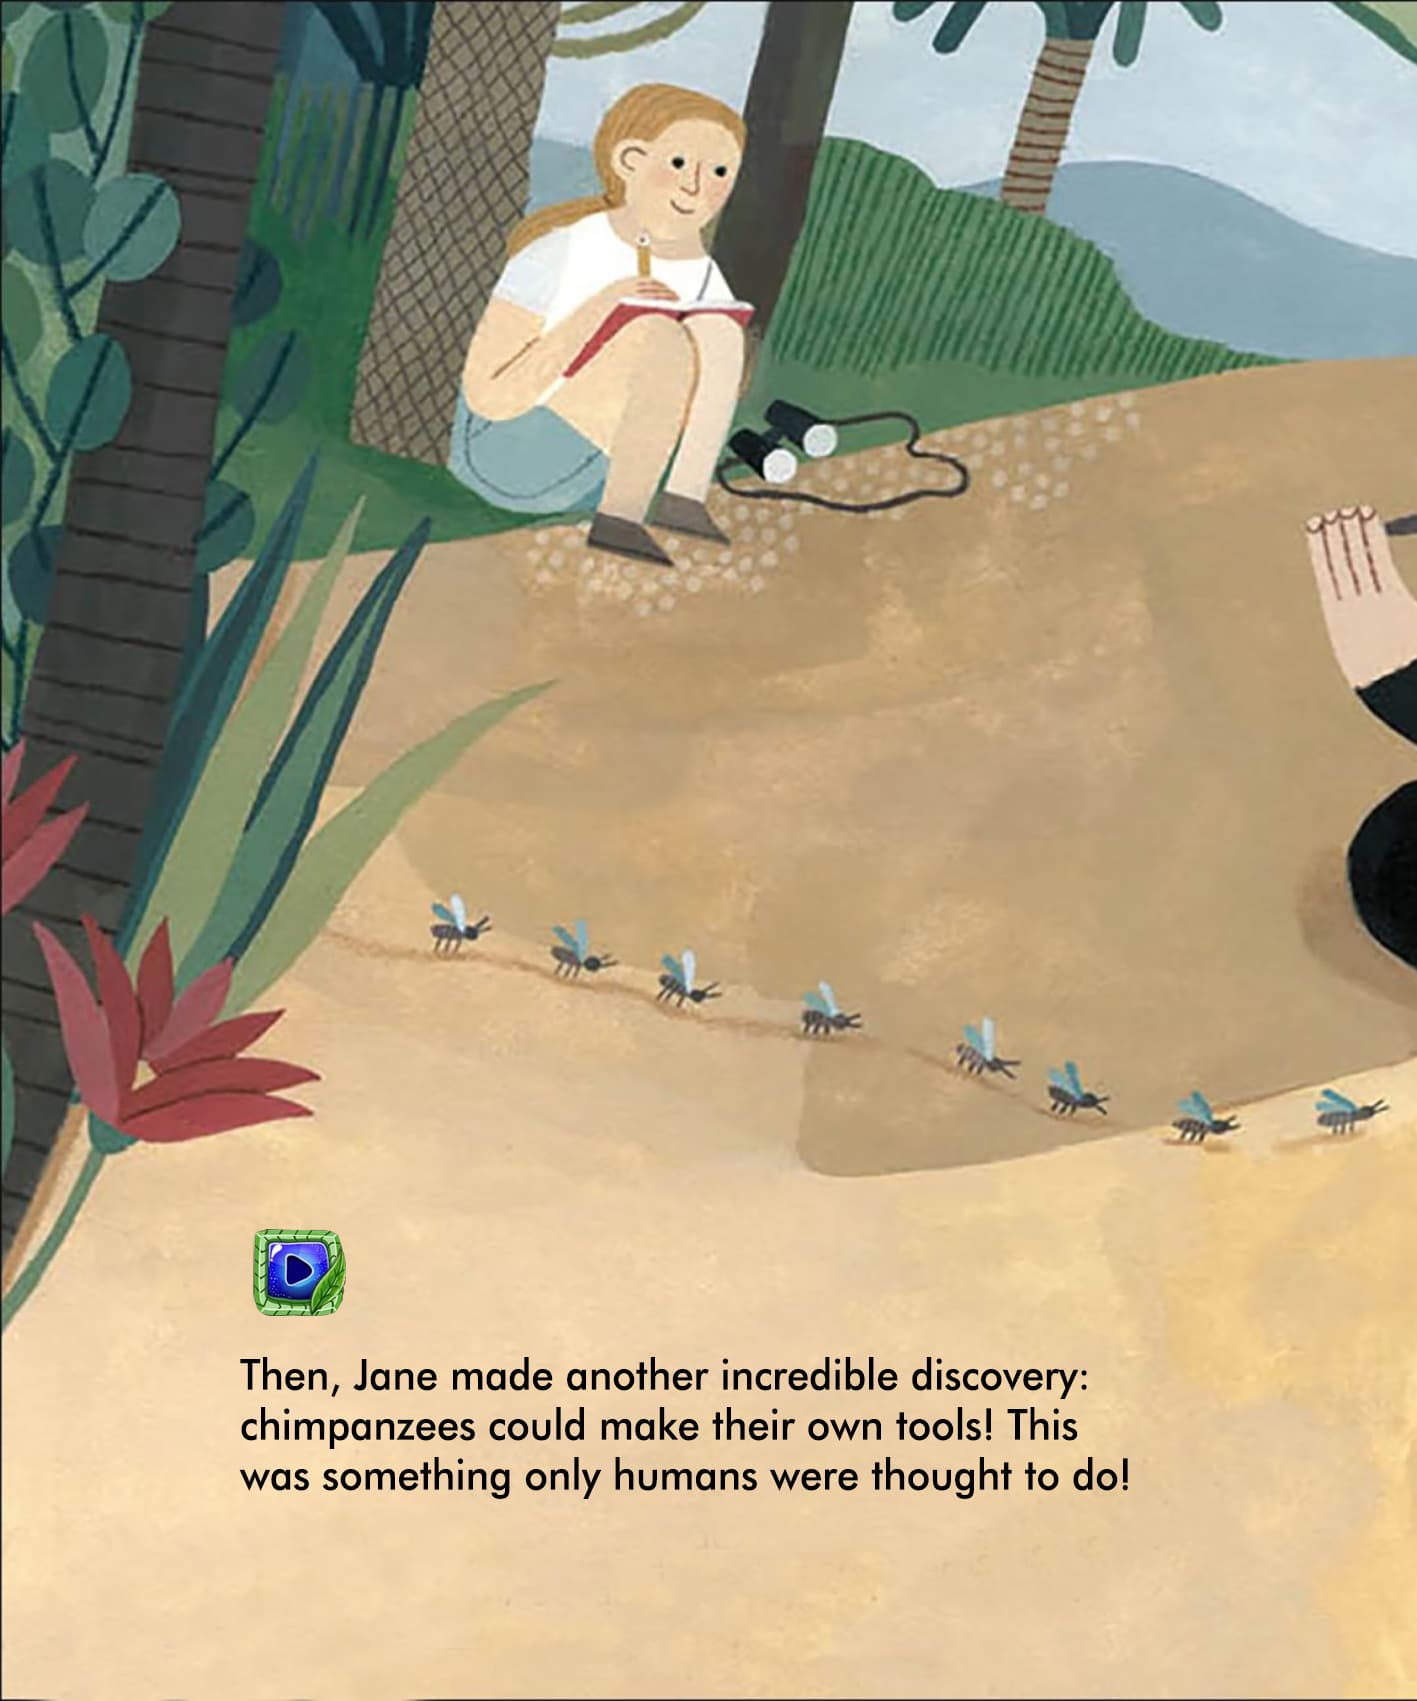 Then, Jane made another incredible discovery:
chimpanzees could make their own tools! This
was something only humans were thought to do!